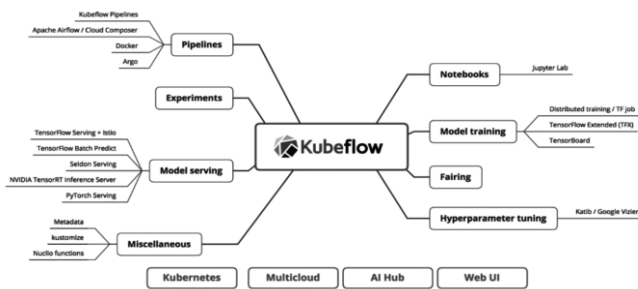 Kubeflow Pipelines
Apache Airflow / Cloud Composer
Docker
Argo
Pipelines
Experiments
TensorFlow Serving + Istio
TensorFlow Batch Predict
Seldon Serving
NVIDIA TensorRT Inference Server
PyTorch Serving
Model serving
Metadata
kustomize
Nuclio functions
Miscellaneous
Kubeflow
Notebooks
Jupyter Lab
Model training
Distributed training / TF job
TensorFlow Extended (TFX)
TensorBoard
Fairing
Hyperparameter tuning
Katib / Google Vizier
Kubernetes
Multicloud
AI Hub
Web UI